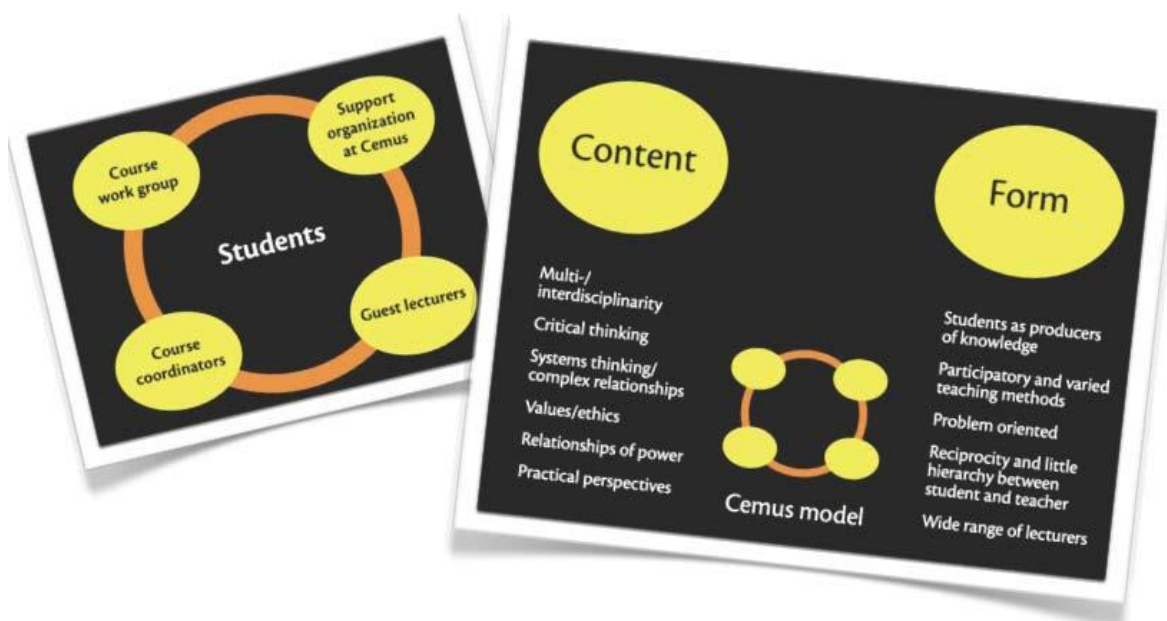 Course
work group
Support
organization
at Cemus
Students
Course
coordinators
Guest lecturers
Content
Multi-/
interdisciplinarity
Critical thinking
Systems thinking/
complex relationships
Values/ethics
Relationships of power
Practical perspectives
Cemus model
Form
Students as producers
of knowledge
Participatory and varied
teaching methods
Problem oriented
Reciprocity and little
hierarchy between
student and teacher
Wide range of lecturers